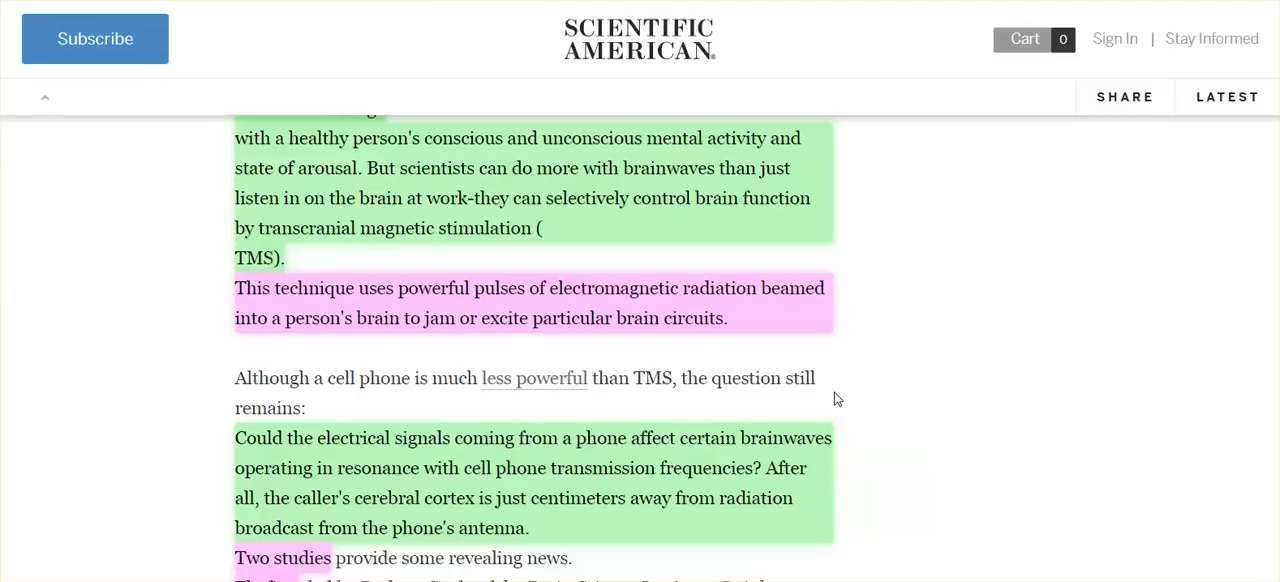 Subscribe
SCIENTIFIC
AMERICAN®
Cart 0
Sign In | Stay Informed
SHARE
LATEST
with a healthy person's conscious and unconscious mental activity and
state of arousal. But scientists can do more with brainwaves than just
listen in on the brain at work-they can selectively control brain function
by transcranial magnetic stimulation (
TMS).
This technique uses powerful pulses of electromagnetic radiation beamed
into a person's brain to jam or excite particular brain circuits.
Although a cell phone is much less powerful than TMS, the question still
remains:
Could the electrical signals coming from a phone affect certain brainwaves
operating in resonance with cell phone transmission frequencies? After
all, the caller's cerebral cortex is just centimeters away from radiation
broadcast from the phone's antenna.
Two studies provide some revealing news.